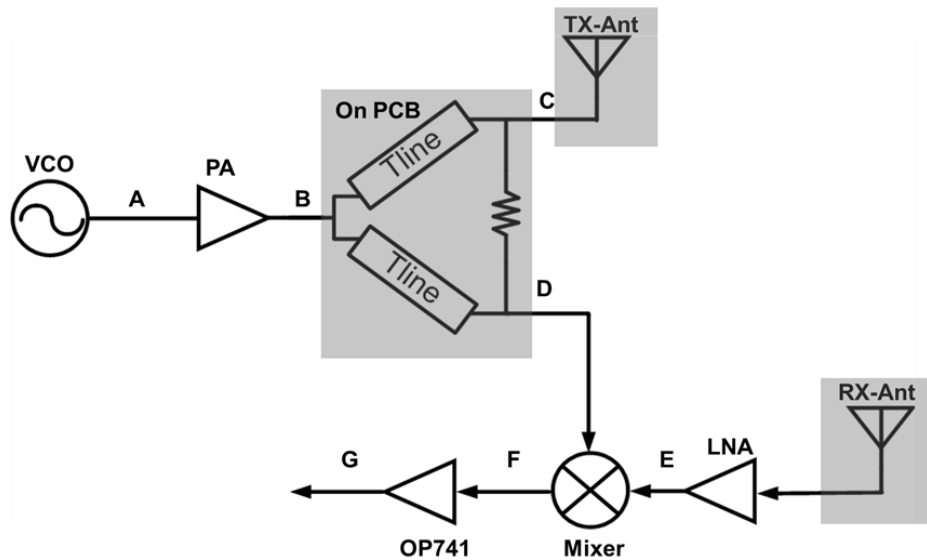 TX-Ant
On PCB
C
VCO
PA
A
B
Tline
Tline
D
RX-Ant
LNA
G
F
E
OP741
Mixer